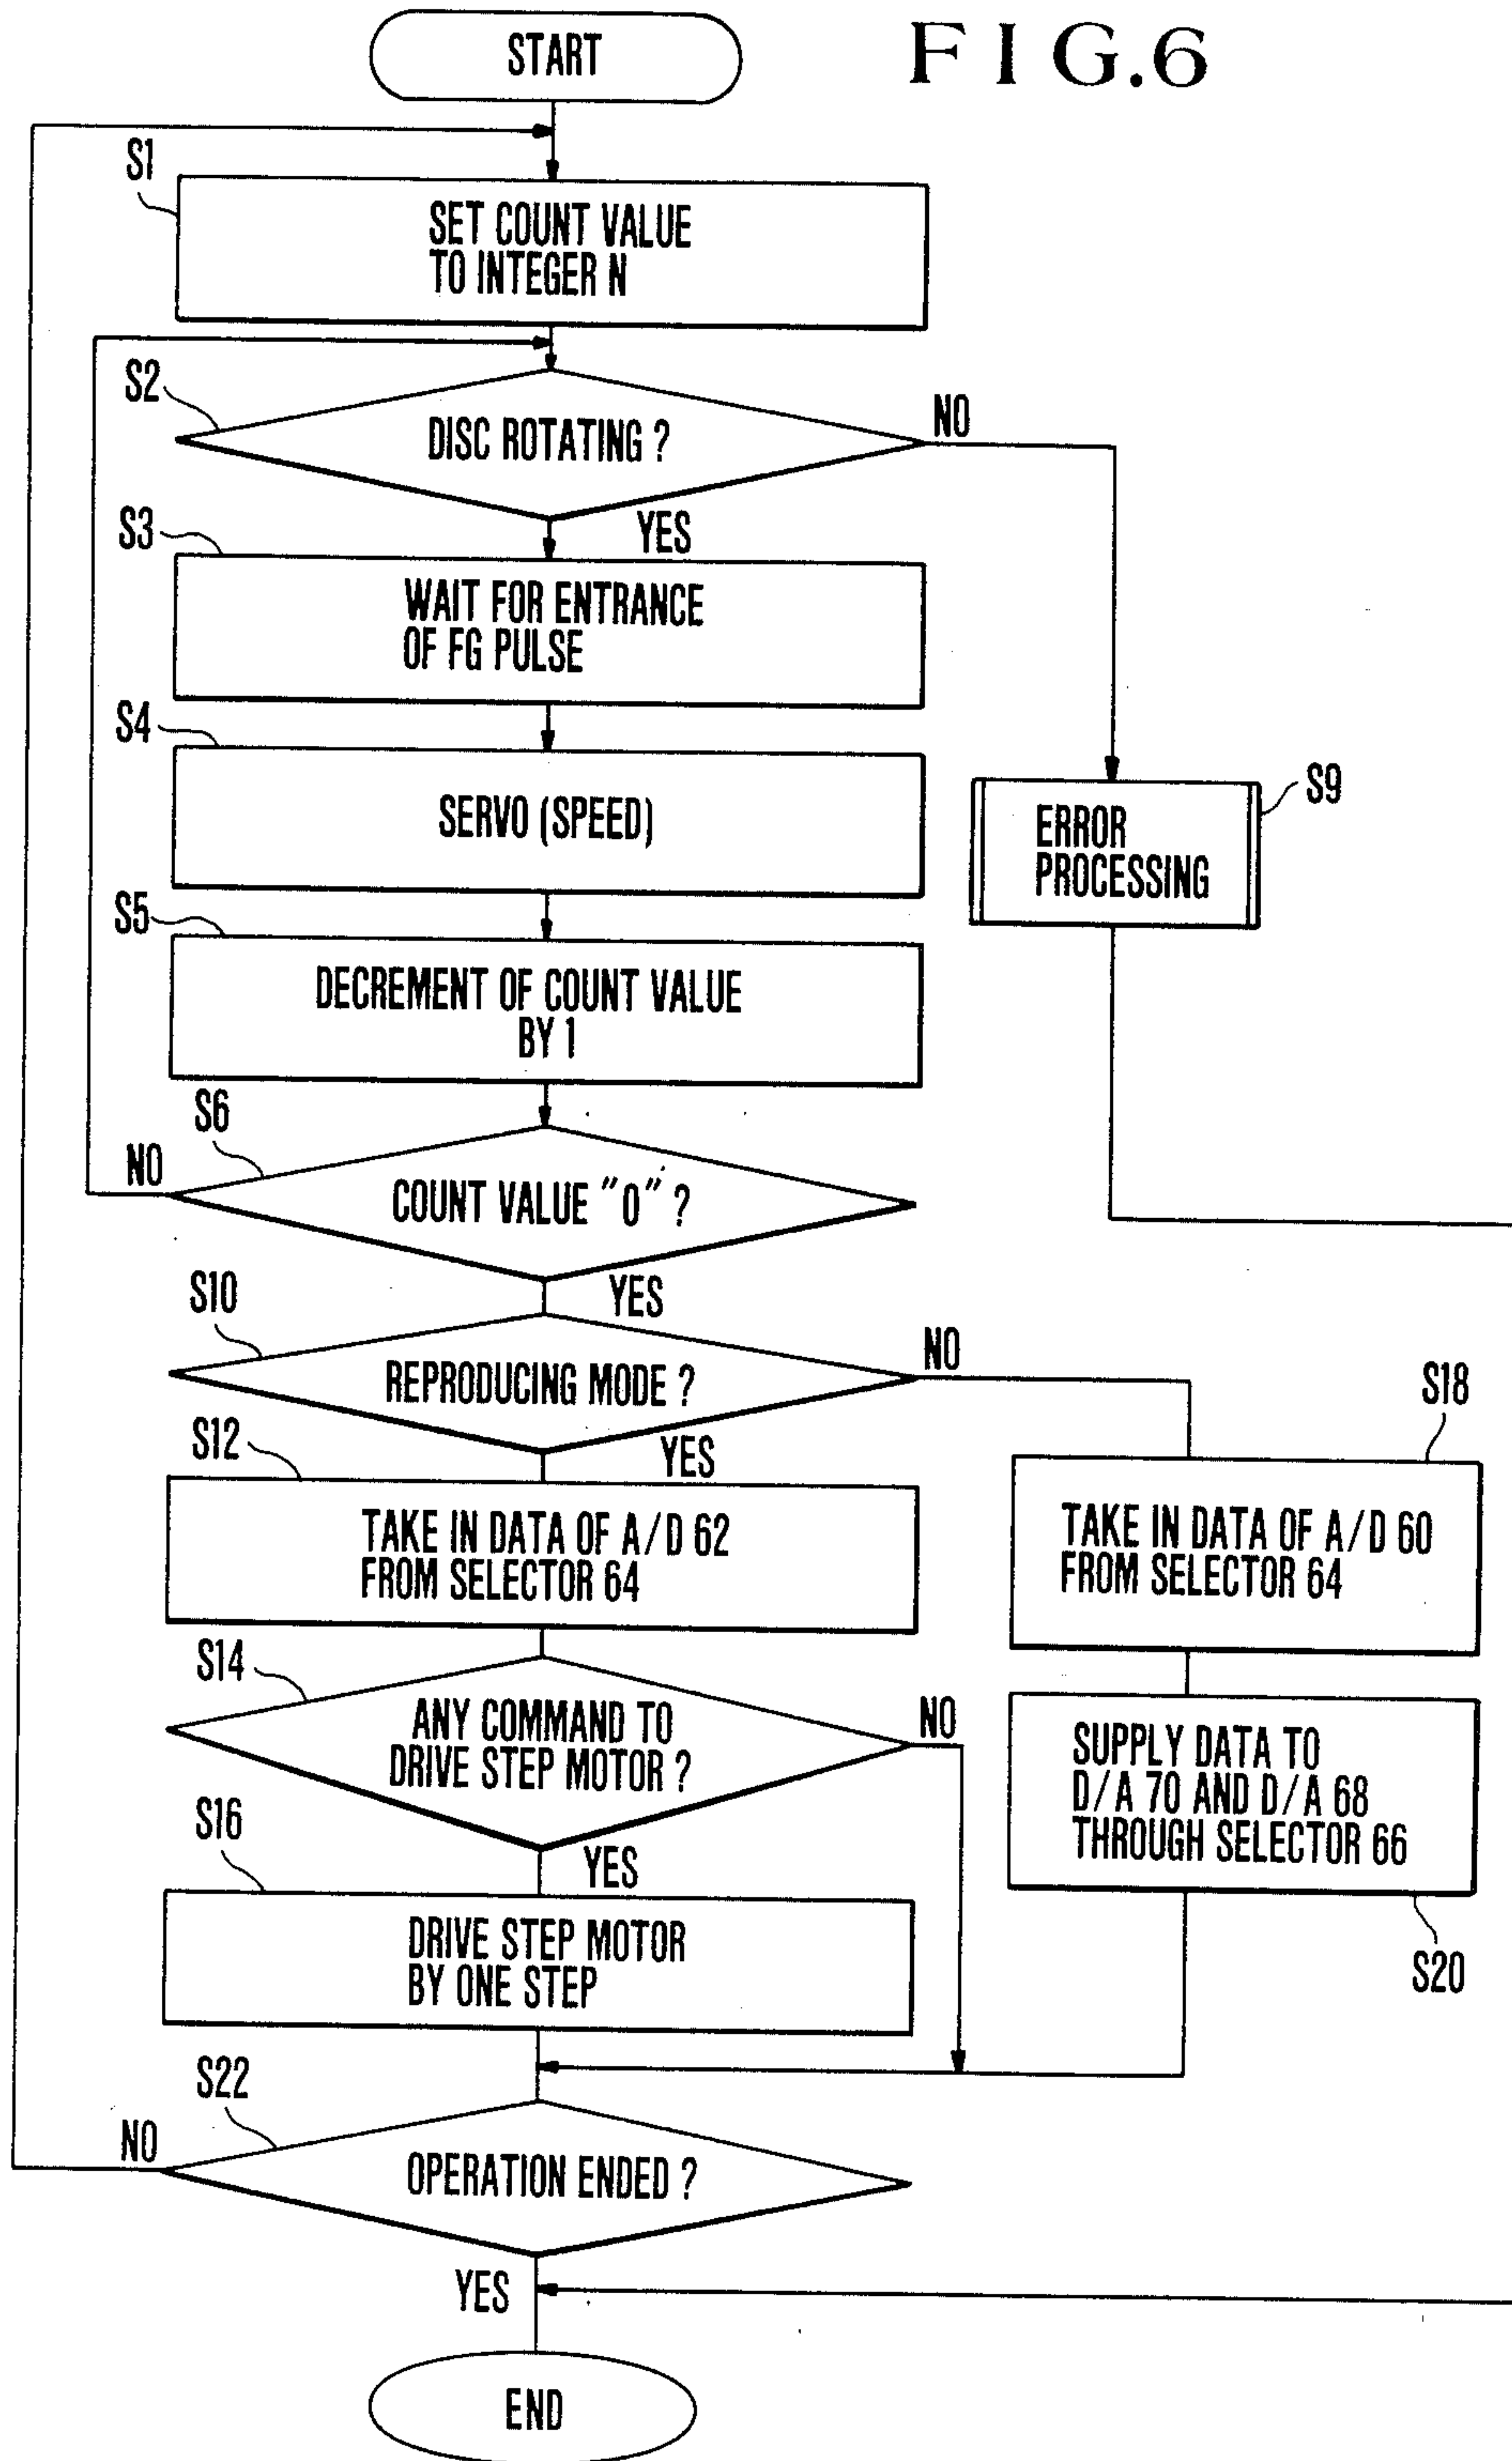 START
FIG.6
S1
SET COUNT VALUE
TO INTEGER N
S2
DISC ROTATING ?
NO
YES
S3
WAIT FOR ENTRANCE
OF FG PULSE
S4
SERVO (SPEED)
S9
ERROR
PROCESSING
S5
DECREMENT OF COUNT VALUE
BY 1
S6
NO
COUNT VALUE "0" ?
YES
S10
REPRODUCING MODE ?
NO
YES
S12
TAKE IN DATA OF A/D 62
FROM SELECTOR 64
S18
TAKE IN DATA OF A/D 60
FROM SELECTOR 64
S14
ANY COMMAND TO
DRIVE STEP MOTOR ?
NO
YES
SUPPLY DATA TO
D/A 70 AND D/A 68
THROUGH SELECTOR 66
S20
S16
DRIVE STEP MOTOR
BY ONE STEP
S22
NO
OPERATION ENDED ?
YES
END